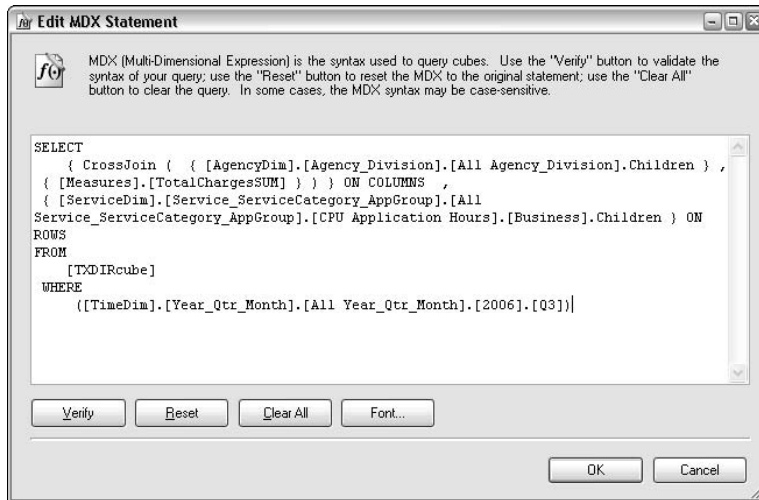 Edit MDX Statement
MDX (Multi-Dimensional Expression) is the syntax used to query cubes. Use the "Verify" button to validate the
syntax of your query; use the "Reset" button to reset the MDX to the original statement; use the "Clear All"
button to clear the query. In some cases, the MDX syntax may be case-sensitive.
SELECT
{ CrossJoin ( { [AgencyDim].[Agency_Division].[All Agency_Division].Children } ,
{ [Measures].[TotalChargesSUM] } ) } ON COLUMNS ,
{ [ServiceDim].[Service_ServiceCategory_AppGroup].[All
Service_ServiceCategory_AppGroup].[CPU Application Hours].[Business].Children } ON
ROWS
FROM
[TXDIRcube]
WHERE
([TimeDim].[Year_Qtr_Month].[All Year_Qtr_Month].[2006].[Q3])
Verify Reset Clear All Font...
OK Cancel